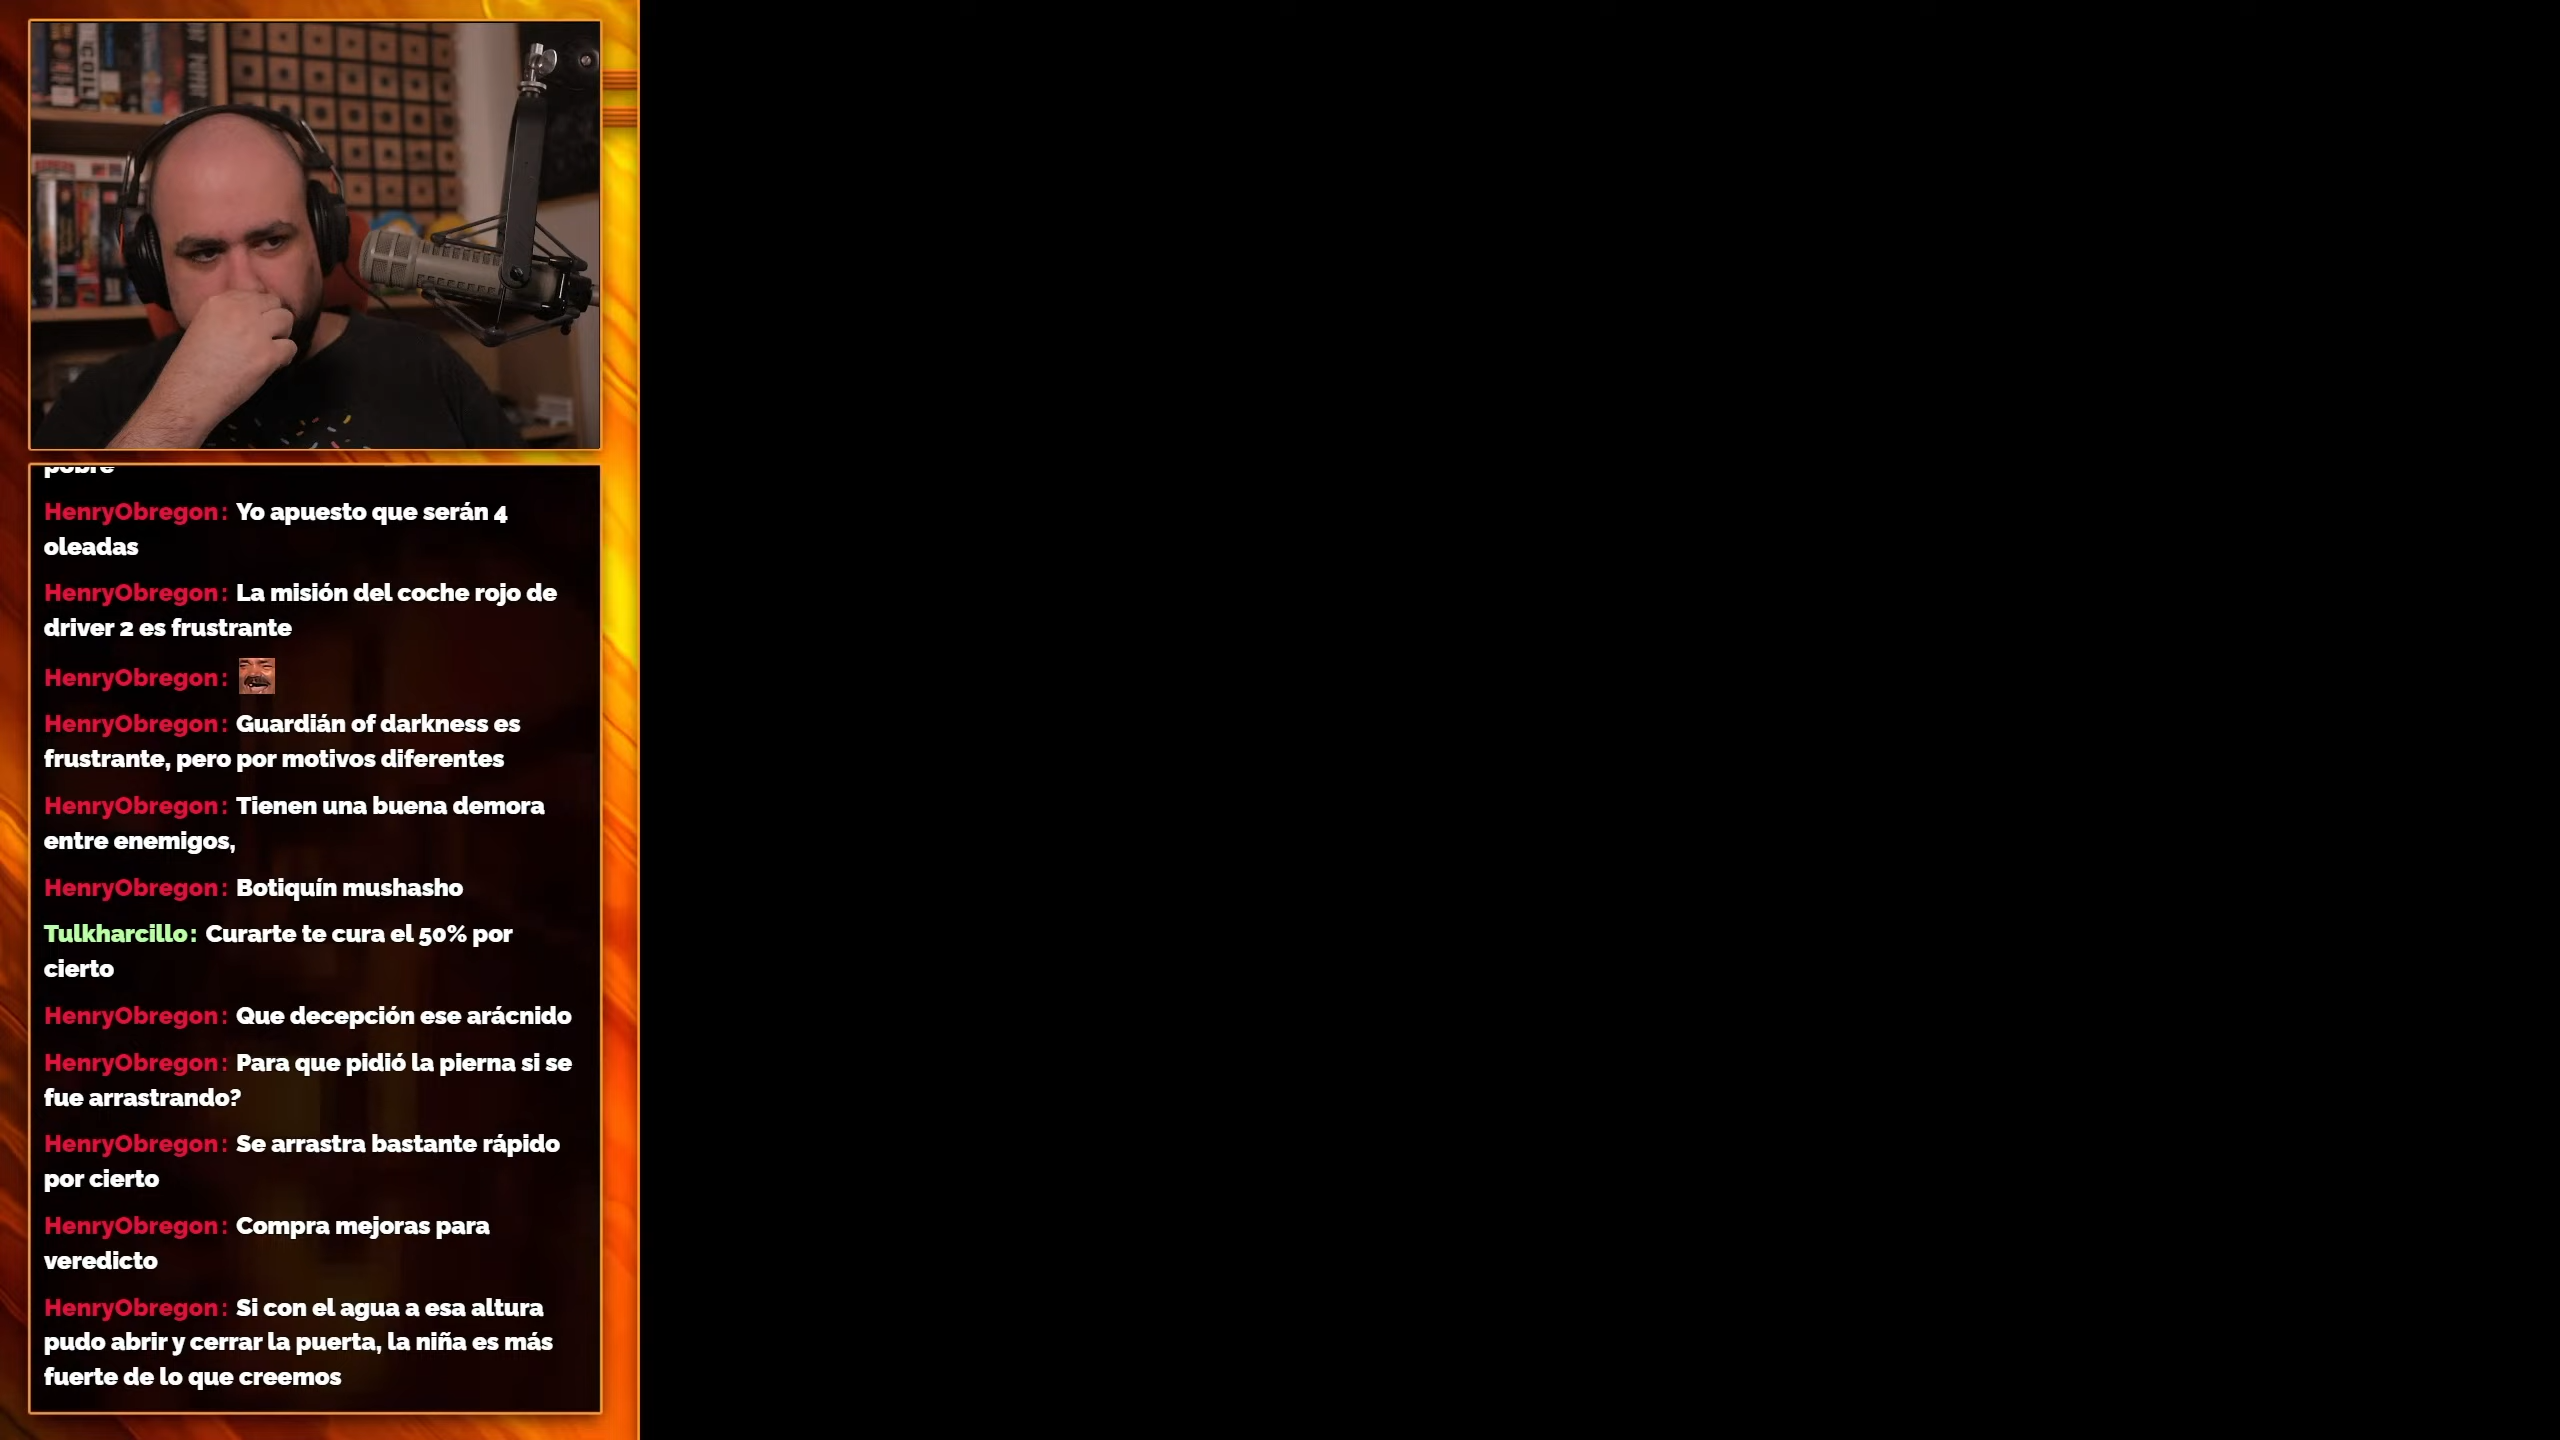 pobre
HenryObregon: Yo apuesto que serán 4
oleadas
HenryObregon: La misión del coche rojo de
driver 2 es frustrante
HenryObregon:
HenryObregon: Guardián of darkness es
frustrante, pero por motivos diferentes
HenryObregon: Tienen una buena demora
entre enemigos,
HenryObregon: Botiquín mushasho
Tulkharcillo: Curarte te cura el 50% por
cierto
HenryObregon: Que decepción ese arácnido
HenryObregon: Para que pidió la pierna si se
fue arrastrando?
HenryObregon: Se arrastra bastante rápido
por cierto
HenryObregon: Compra mejoras para
veredicto
HenryObregon: Si con el agua a esa altura
pudo abrir y cerrar la puerta, la niña es más
fuerte de lo que creemos